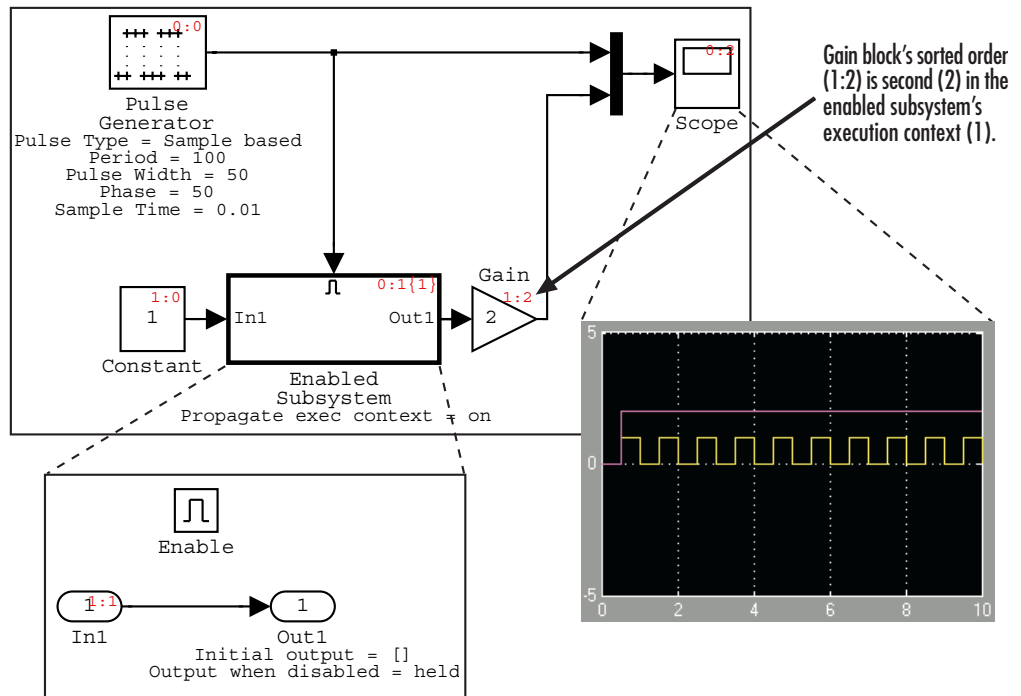 0:0
Pulse
Generator
Pulse Type = Sample based
Period = 100
Pulse Width = 50
Phase = 50
Sample Time = 0.01
0:2
Scope
Gain block's sorted order
(1:2) is second (2) in the
enabled subsystem's
execution context (1).
1:0
1
Constant
0:1{1}
In1
Out1
Enabled
Subsystem
Propagate exec context = on
Gain
1:2
2
5
0
-5
0
2
4
6
8
10
Enable
1
1:1
In1
1
Out1
Initial output = []
Output when disabled = held